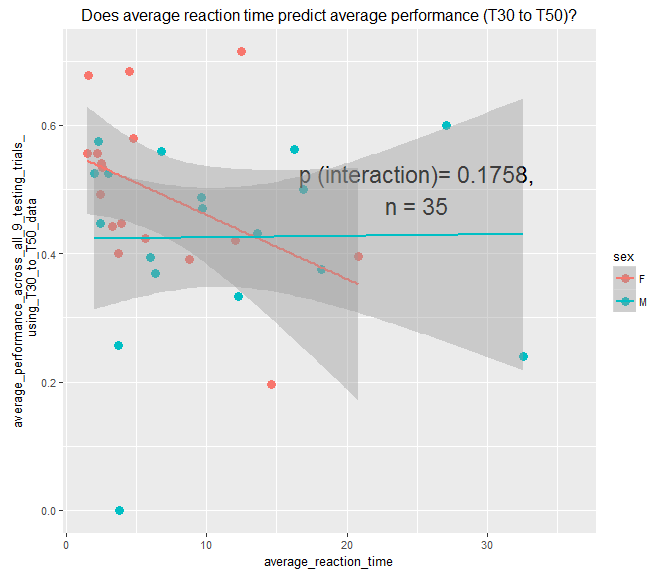 Does average reaction time predict average performance (T30 to T50)?
average_performance_across_all_9_testing_trials_
using_T30_to_T50_data
0.6
0.4
0.2
0.0
p (interaction)= 0.1758,
n = 35
sex
F
M
0
10
20
30
average_reaction_time